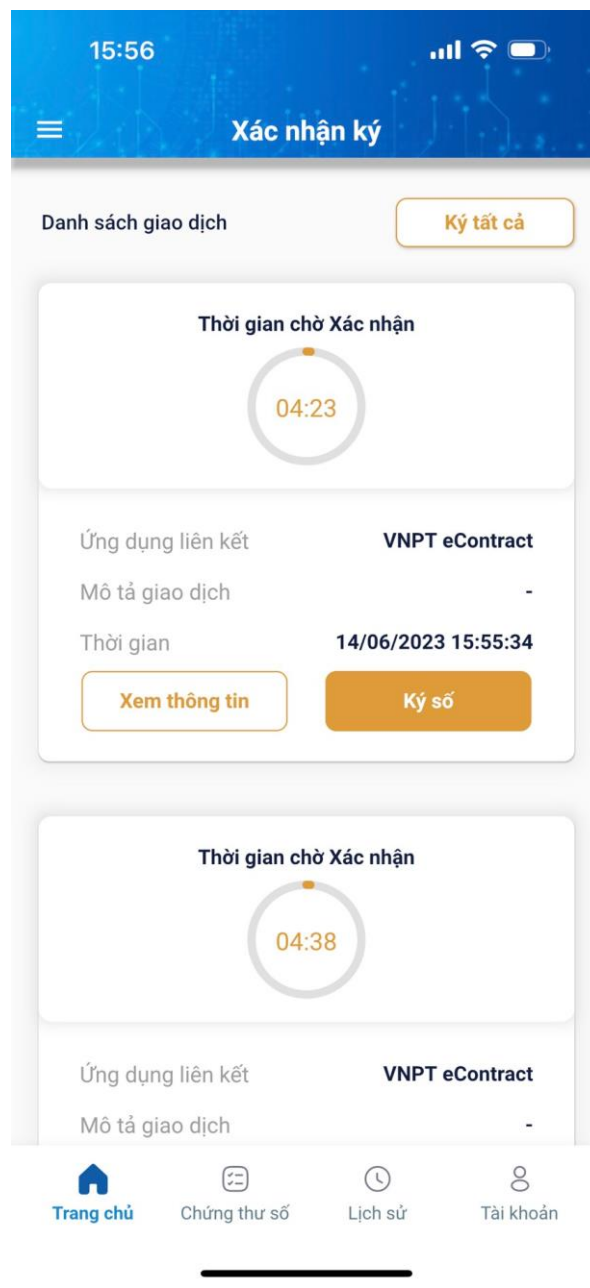 15:56
Xác nhận ký
Danh sách giao dịch Ký tất cả
Thời gian chờ Xác nhận
04:23
Ứng dụng liên kết VNPT eContract
Mô tả giao dịch -
Thời gian 14/06/2023 15:55:34
Xem thông tin Ký số
Thời gian chờ Xác nhận
04:38
Ứng dụng liên kết VNPT eContract
Mô tả giao dịch -
Trang chủ Chứng thư số Lịch sử Tài khoản